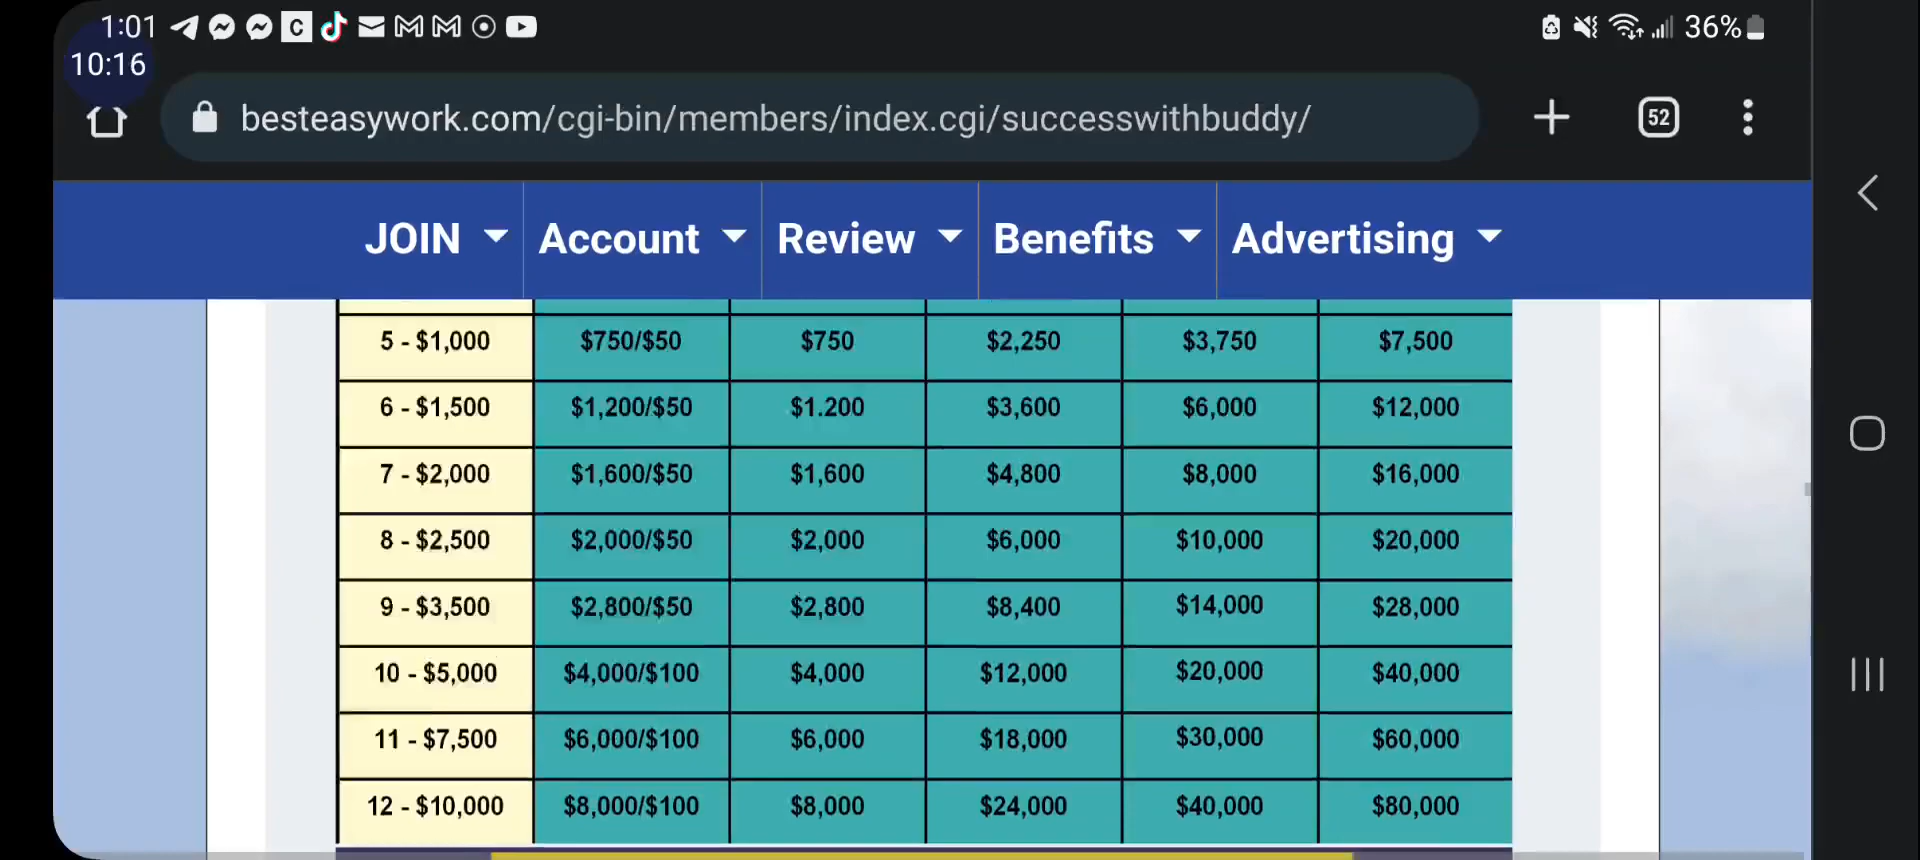 1:01 36%
10:16
besteasywork.com/cgi-bin/members/index.cgi/successwithbuddy/ 52
JOIN Account Review Benefits Advertising
5 - $1,000 $750/$50 $750 $2,250 $3,750 $7,500
6 - $1,500 $1,200/$50 $1.200 $3,600 $6,000 $12,000
7 - $2,000 $1,600/$50 $1,600 $4,800 $8,000 $16,000
8 - $2,500 $2,000/$50 $2,000 $6,000 $10,000 $20,000
9 - $3,500 $2,800/$50 $2,800 $8,400 $14,000 $28,000
10 - $5,000 $4,000/$100 $4,000 $12,000 $20,000 $40,000
11 - $7,500 $6,000/$100 $6,000 $18,000 $30,000 $60,000
12 - $10,000 $8,000/$100 $8,000 $24,000 $40,000 $80,000